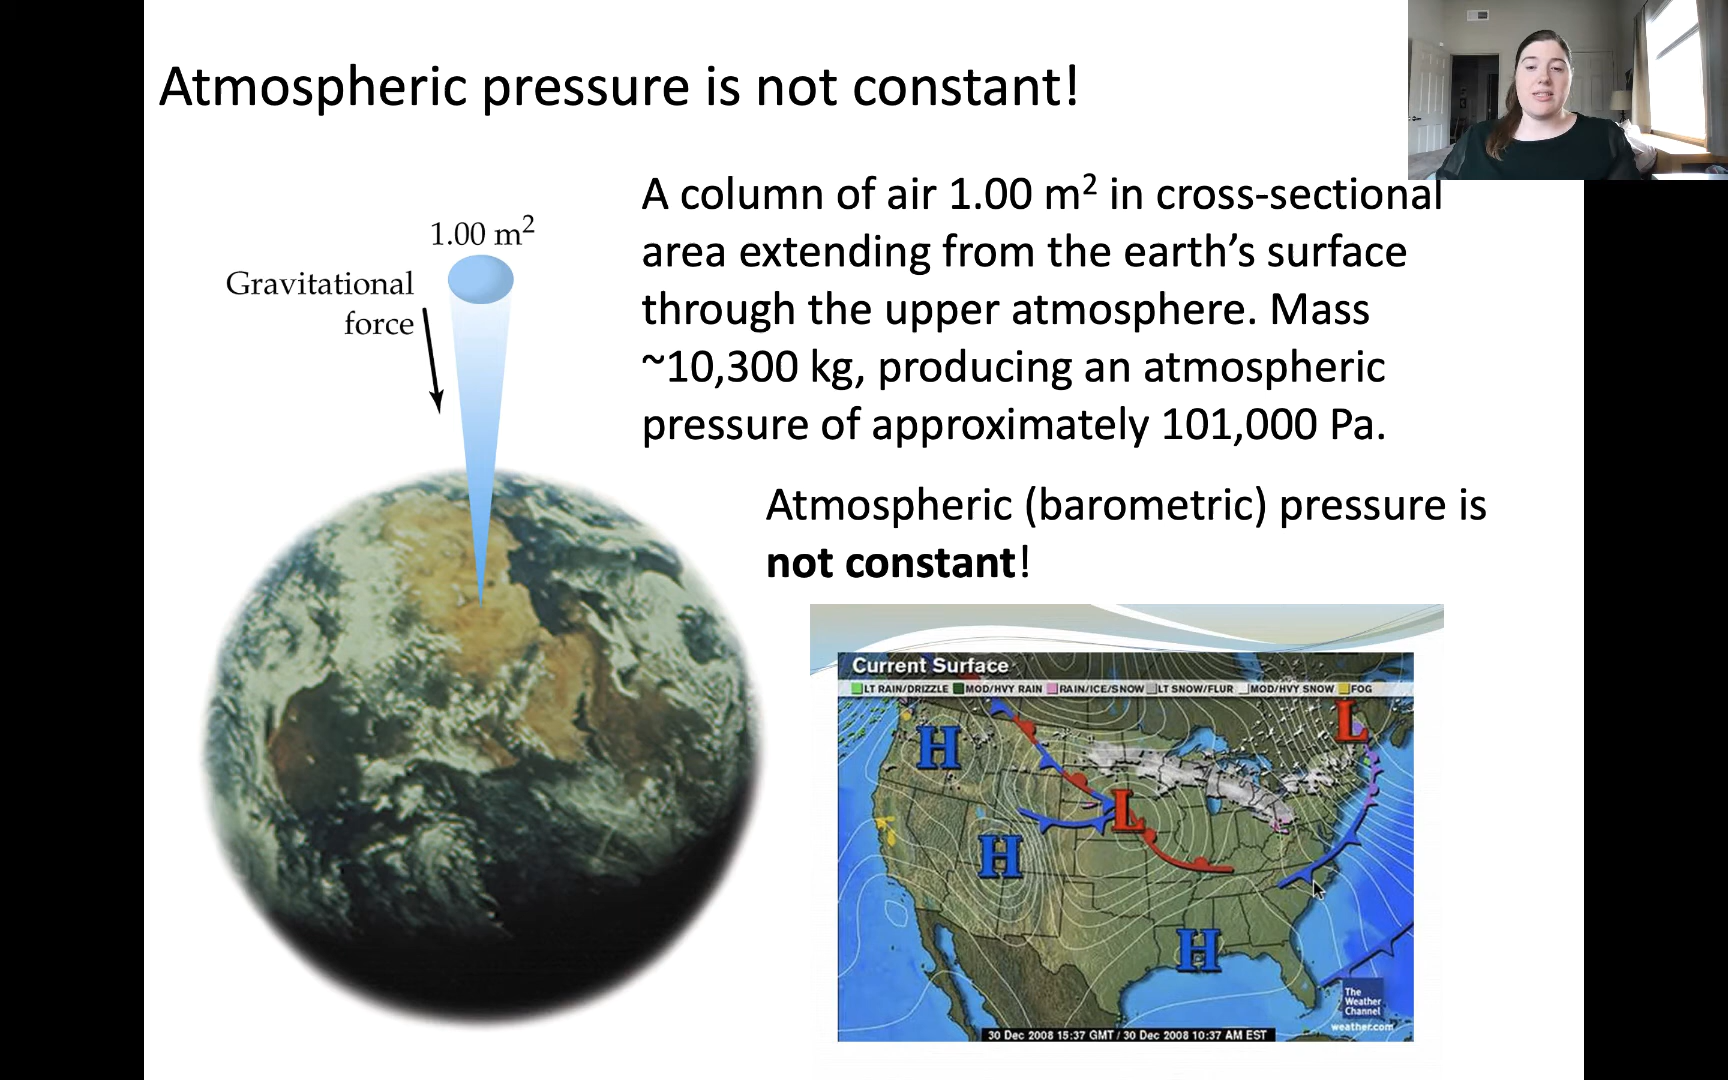 Atmospheric pressure is not constant!
1.00 m²
Gravitational
force
A column of air 1.00 m² in cross-sectional
area extending from the earth’s surface
through the upper atmosphere. Mass
~10,300 kg, producing an atmospheric
pressure of approximately 101,000 Pa.
Atmospheric (barometric) pressure is
not constant!
Current Surface
LT RAIN/DRIZZLE MOD/HVY RAIN RAIN/ICE/SNOW LT SNOW/FLUR MOD/HVY SNOW FOG
L
H
L
H
H
The
Weather
Channel
weather.com
30 Dec 2008 15:37 GMT / 30 Dec 2008 10:37 AM EST